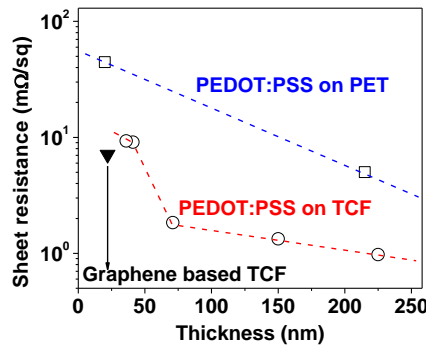 10²
PEDOT:PSS on PET
10¹
PEDOT:PSS on TCF
10⁰
Graphene based TCF
0 50 100 150 200 250
Thickness (nm)
Sheet resistance (mΩ/sq)